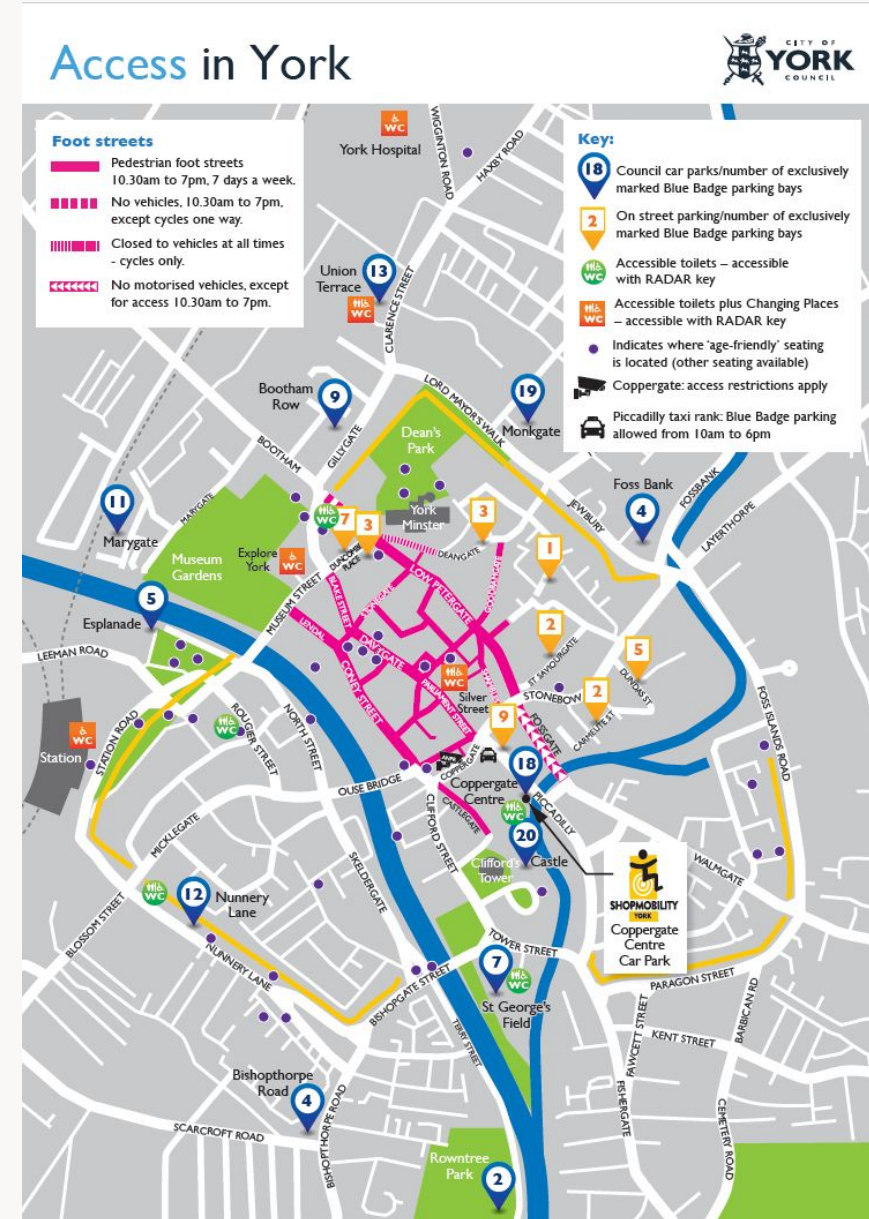 Access in York
CITY OF
YORK
COUNCIL
Foot streets
Pedestrian foot streets
10.30am to 7pm, 7 days a week.
No vehicles, 10.30am to 7pm,
except cycles one way.
Closed to vehicles at all times
- cycles only.
No motorised vehicles, except
for access 10.30am to 7pm.
Key:
18
Council car parks/number of exclusively
marked Blue Badge parking bays
2
On street parking/number of exclusively
marked Blue Badge parking bays
WC
Accessible toilets – accessible
with RADAR key
WC
Accessible toilets plus Changing Places
– accessible with RADAR key
Indicates where ‘age-friendly’ seating
is located (other seating available)
Coppergate: access restrictions apply
Piccadilly taxi rank: Blue Badge parking
allowed from 10am to 6pm
WC
York Hospital
WIGGINTON ROAD
HAXBY ROAD
Union
Terrace
13
WC
CLARENCE STREET
Bootham
Row
9
LORD MAYOR'S WALK
19
Monkgate
BOOTHAM
GILLYGATE
Dean's
Park
11
Marygate
MARYGATE
WC
7
3
York
Minster
3
JEWBURY
Foss Bank
4
FOSSBANK
LAYERTHORPE
Museum
Gardens
Explore
York
WC
DUNCOMBE
PLACE
DEANGATE
1
5
Esplanade
MUSEUM STREET
BLAKE STREET
STONEGATE
LOW PETERGATE
GOODRAMGATE
LENDAL
DAVYGATE
2
ST SAVIOURGATE
5
DUNDAS ST
LEEMAN ROAD
CONEY STREET
PARLIAMENT STREET
WC
Silver
Street
STONEBOW
2
CARMELITE ST
FOSS ISLANDS ROAD
WC
Station
STATION ROAD
WC
ROUGIER STREET
NORTH STREET
9
FOSSGATE
COPPERGATE
18
Coppergate
Centre
OUSE BRIDGE
PICCADILLY
MICKLEGATE
CASTLEGATE
WC
20
Castle
CLIFFORD STREET
Clifford's
Tower
WALMGATE
SHOPMOBILITY
YORK
Coppergate
Centre
Car Park
WC
12
Nunnery
Lane
SKELDERGATE
BLOSSOM STREET
NUNNERY LANE
TOWER STREET
7
WC
St George's
Field
PARAGON STREET
BISHOPGATE STREET
TERRY STREET
FAWCETT STREET
BARBICAN RD
KENT STREET
Bishopthorpe
Road
4
SCARCROFT ROAD
BISHOPTHORPE ROAD
FISHERGATE
CEMETERY ROAD
Rowntree
Park
2